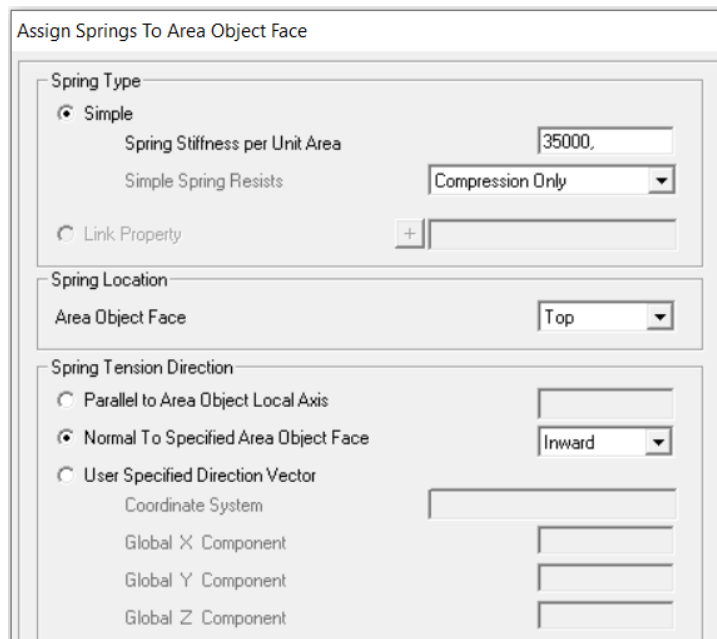 Assign Springs To Area Object Face
Spring Type
Simple
Spring Stiffness per Unit Area 35000,
Simple Spring Resists Compression Only
Link Property +
Spring Location
Area Object Face Top
Spring Tension Direction
Parallel to Area Object Local Axis
Normal To Specified Area Object Face Inward
User Specified Direction Vector
Coordinate System
Global X Component
Global Y Component
Global Z Component